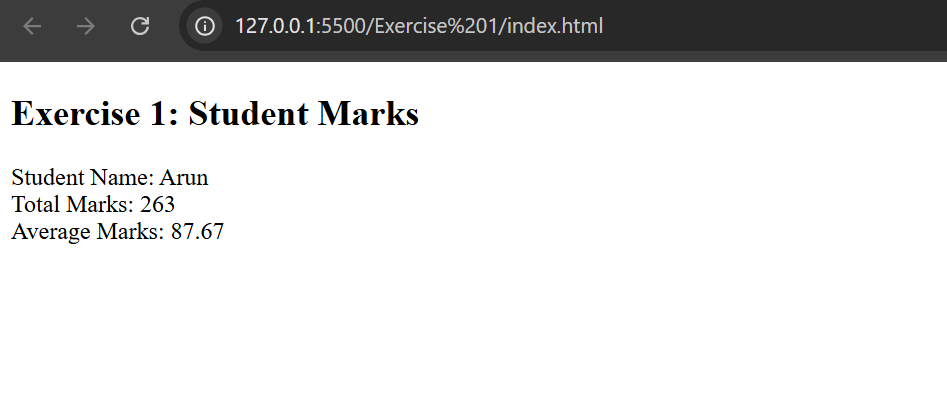 127.0.0.1:5500/Exercise%201/index.html
Exercise 1: Student Marks
Student Name: Arun
Total Marks: 263
Average Marks: 87.67